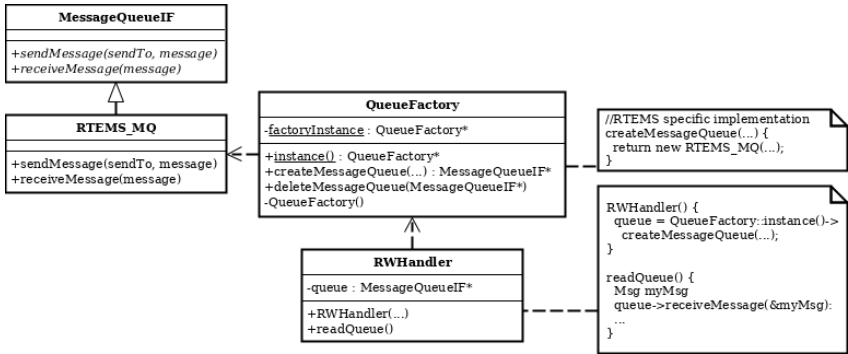 MessageQueueIF
+sendMessage(sendTo, message)
+receiveMessage(message)
RTEMS_MQ
+sendMessage(sendTo, message)
+receiveMessage(message)
QueueFactory
-factoryInstance : QueueFactory*
+instance() : QueueFactory*
+createMessageQueue(...) : MessageQueueIF*
+deleteMessageQueue(MessageQueueIF*)
-QueueFactory()
//RTEMS specific implementation
createMessageQueue(...) {
return new RTEMS_MQ(...);
}
RWHandler
-queue : MessageQueueIF*
+RWHandler(...)
+readQueue()
RWHandler() {
queue = QueueFactory::instance()->
createMessageQueue(...);
}
readQueue() {
Msg myMsg
queue->receiveMessage(&myMsg):
...
}